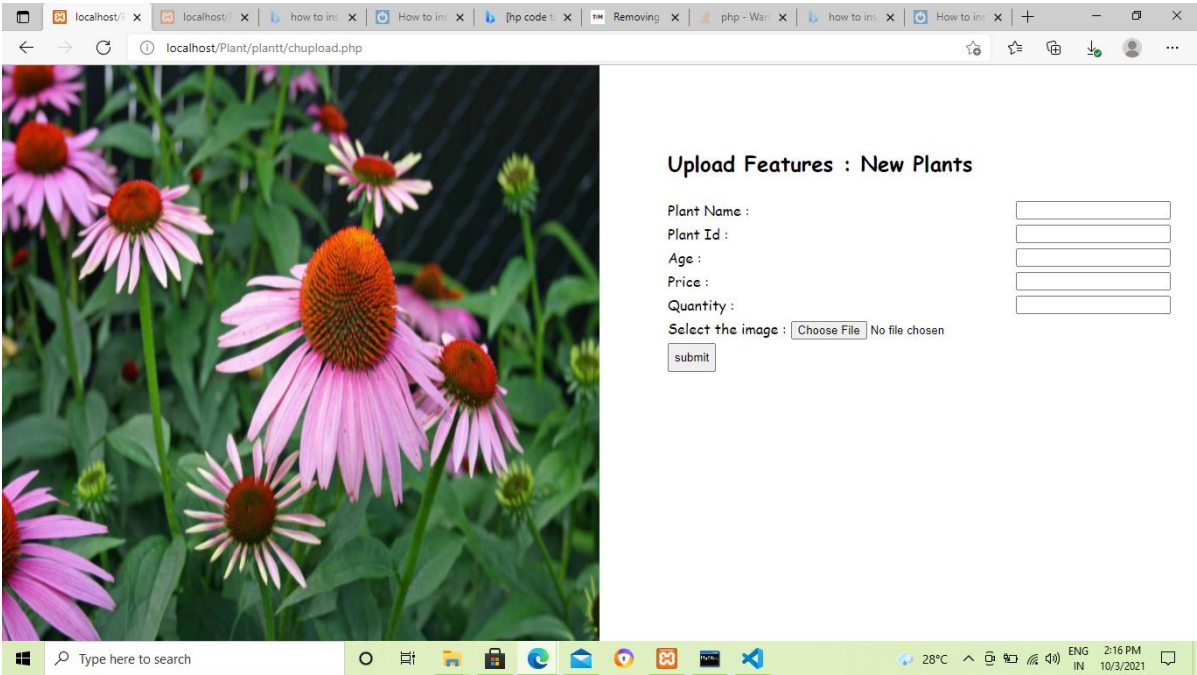 localhost/P
localhost/P
how to ins
How to ins
[hp code t
T/M Removing
php - War
how to ins
How to ins
localhost/Plant/plantt/chupload.php
Upload Features : New Plants
Plant Name :
Plant Id :
Age :
Price :
Quantity :
Select the image : Choose File No file chosen
submit
Type here to search
28°C
ENG
IN
2:16 PM
10/3/2021